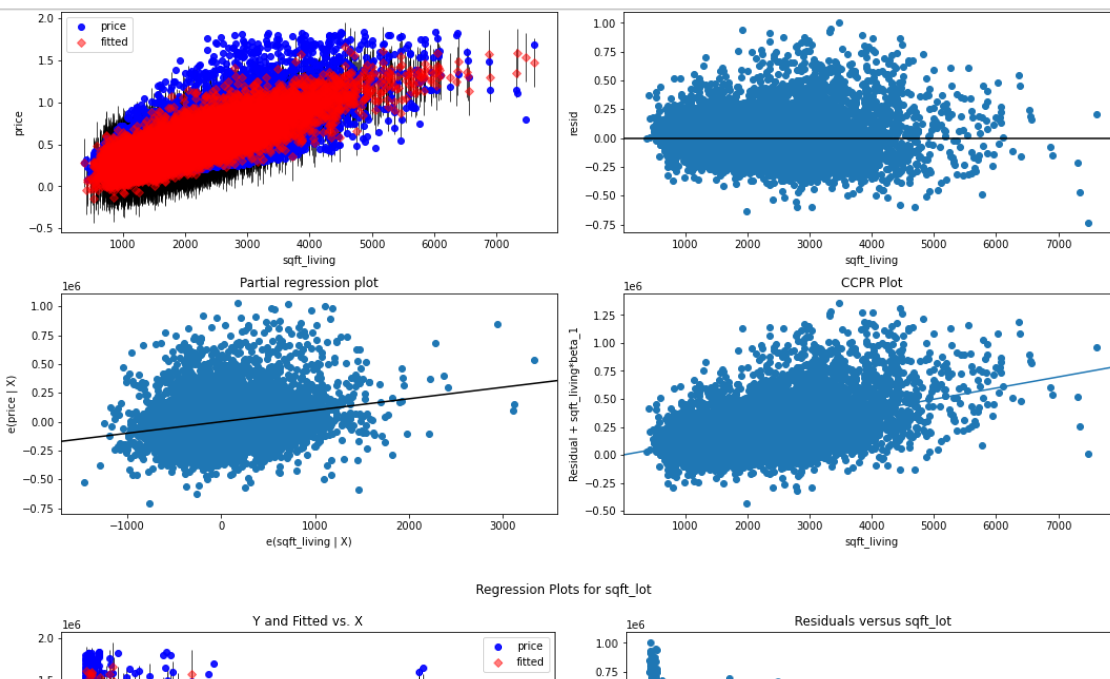 2.0
1.5
1.0
0.5
0.0
−0.5
price
price
fitted
1000 2000 3000 4000 5000 6000 7000
sqft_living
1.00
0.75
0.50
0.25
0.00
−0.25
−0.50
−0.75
resid
1000 2000 3000 4000 5000 6000 7000
sqft_living
1e6
Partial regression plot
1.00
0.75
0.50
0.25
0.00
−0.25
−0.50
−0.75
e(price | X)
−1000 0 1000 2000 3000
e(sqft_living | X)
1e6
CCPR Plot
1.25
1.00
0.75
0.50
0.25
0.00
−0.25
−0.50
Residual + sqft_living*beta_1
1000 2000 3000 4000 5000 6000 7000
sqft_living
Regression Plots for sqft_lot
1e6
Y and Fitted vs. X
2.0
1.5
price
fitted
1e6
Residuals versus sqft_lot
1.00
0.75